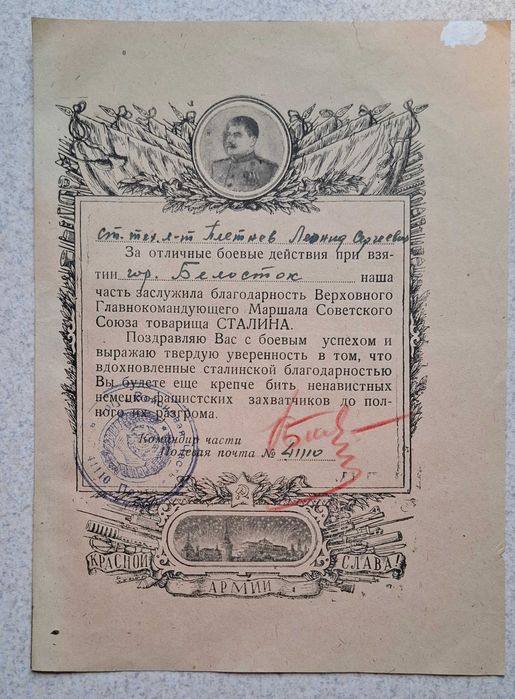 ст. тех. л-т Плетнев Леонид Сергеевич
За отличные боевые действия при взя-
тии гор. Белосток наша
часть заслужила благодарность Верховного
Главнокомандующего Маршала Советского
Союза товарища СТАЛИНА.
Поздравляю Вас с боевым успехом и
выражаю твердую уверенность в том, что
вдохновленные сталинской благодарностью
Вы будете еще крепче бить ненавистных
немецко-фашистских захватчиков до пол-
ного их разгрома.
Командир части
Полевая почта № 41110
41110
КРАСНОЙ АРМИИ СЛАВА!